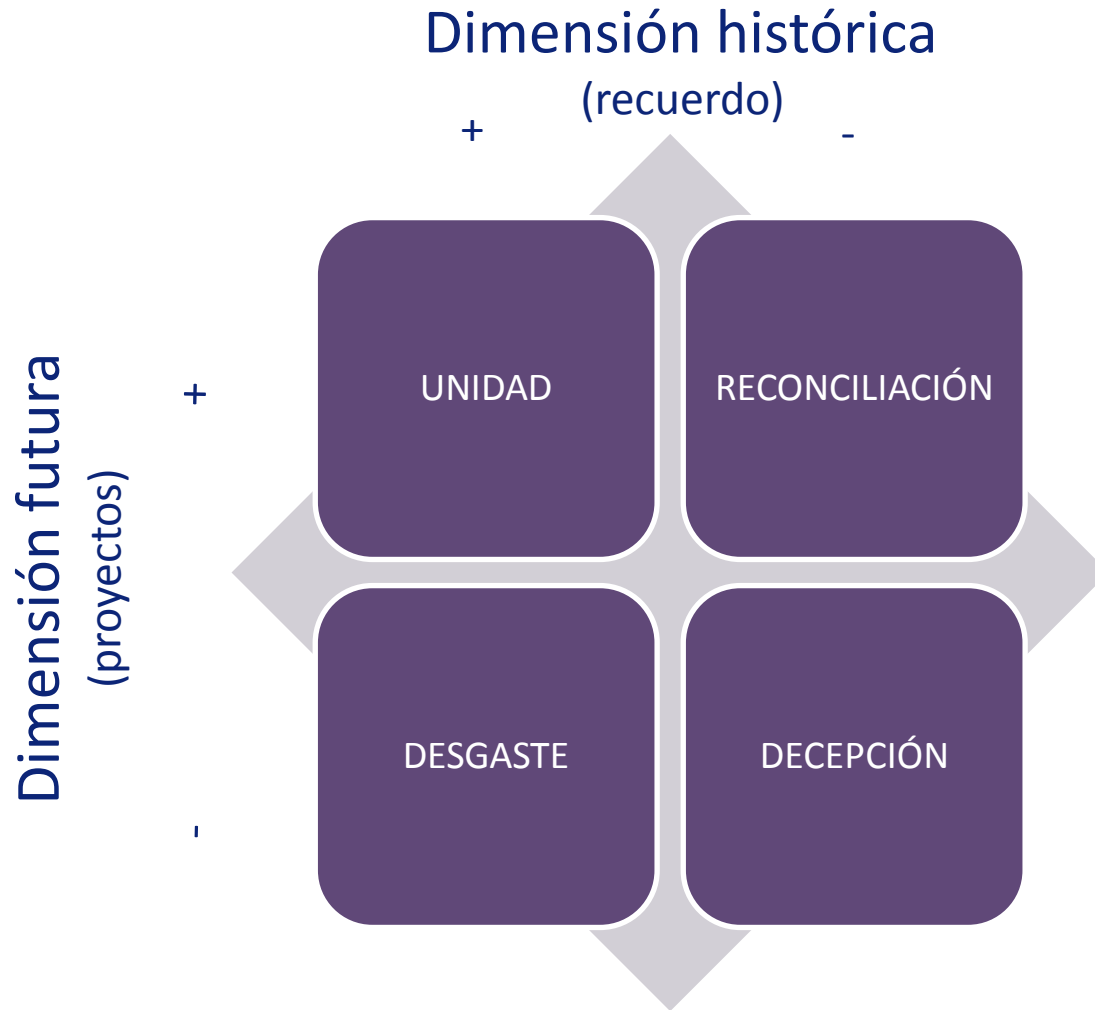 Dimensión histórica
(recuerdo)
+ -
Dimensión futura
(proyectos)
+
-
UNIDAD
RECONCILIACIÓN
DESGASTE
DECEPCIÓN